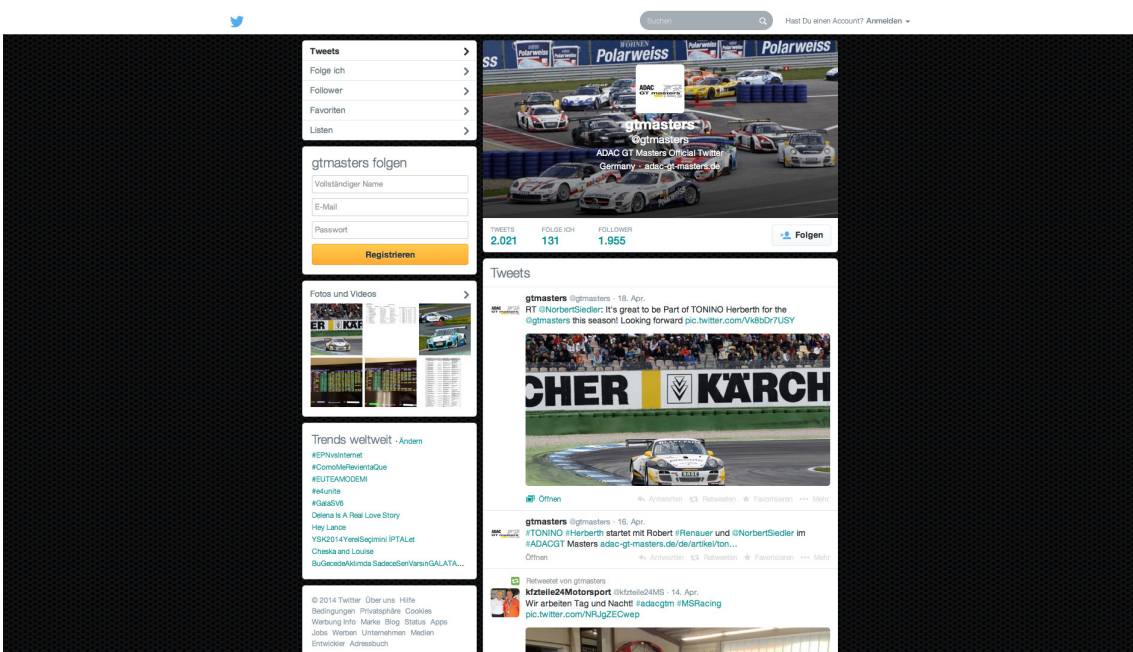 Suchen
Hast Du einen Account? Anmelden
Tweets
Folge ich
Follower
Favoriten
Listen
gtmasters folgen
Vollständiger Name
E-Mail
Passwort
Registrieren
Fotos und Videos
Trends weltweit · Ändern
#EPNvsInternet
#ComoMeRevientaQue
#EUTEAMODEMI
#e4unite
#GalaSV6
Delena Is A Real Love Story
Hey Lance
YSK2014YerelSeçimini İPTALet
Cheska and Louise
BuGecedeAklimda SadeceSenVarsınGALATA...
© 2014 Twitter Über uns Hilfe
Bedingungen Privatsphäre Cookies
Werbung Info Marke Blog Status Apps
Jobs Werben Unternehmen Medien
Entwickler Adressbuch
WOHNEN
Polarweiss
Polarweiss
ADAC
GT masters
gtmasters
@gtmasters
ADAC GT Masters Official Twitter
Germany · adac-gt-masters.de
TWEETS
2.021
FOLGE ICH
131
FOLLOWER
1.955
Folgen
Tweets
gtmasters @gtmasters · 18. Apr.
RT @NorbertSiedler: It's great to be Part of TONINO Herberth for the
@gtmasters this season! Looking forward pic.twitter.com/Vk8bDr7USY
CHER KÄRCH
Öffnen
Antworten Retweeten Favorisieren Mehr
gtmasters @gtmasters · 16. Apr.
#TONINO #Herberth startet mit Robert #Renauer und @NorbertSiedler im
#ADACGT Masters adac-gt-masters.de/de/artikel/ton...
Öffnen
Antworten Retweeten Favorisieren Mehr
Retweetet von gtmasters
kfzteile24Motorsport @kfzteile24MS · 14. Apr.
Wir arbeiten Tag und Nacht! #adacgtm #MSRacing
pic.twitter.com/NRJgZECwep